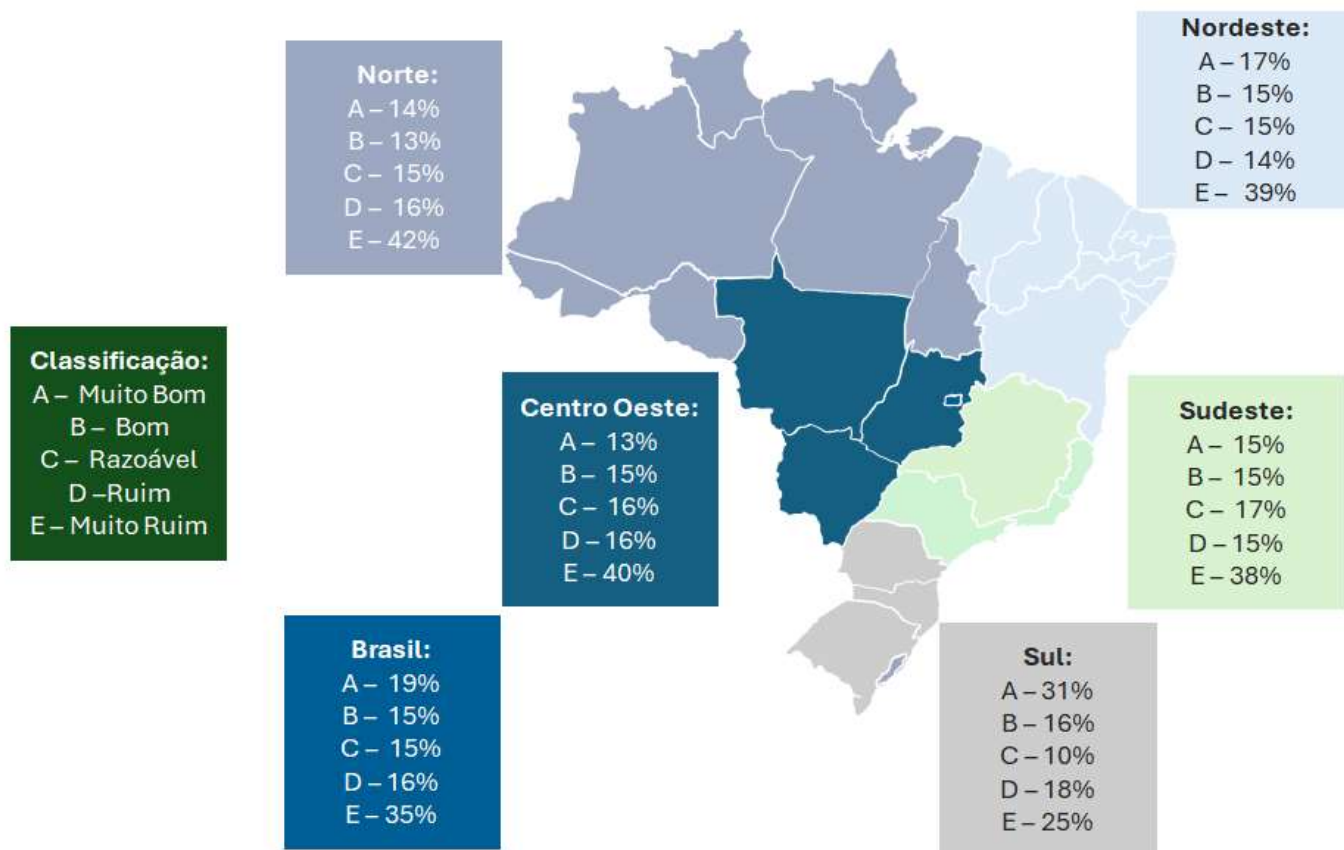 Norte:
A – 14%
B – 13%
C – 15%
D – 16%
E – 42%
Nordeste:
A – 17%
B – 15%
C – 15%
D – 14%
E – 39%
Classificação:
A – Muito Bom
B – Bom
C – Razoável
D –Ruim
E – Muito Ruim
Centro Oeste:
A – 13%
B – 15%
C – 16%
D – 16%
E – 40%
Sudeste:
A – 15%
B – 15%
C – 17%
D – 15%
E – 38%
Brasil:
A – 19%
B – 15%
C – 15%
D – 16%
E – 35%
Sul:
A – 31%
B – 16%
C – 10%
D – 18%
E – 25%